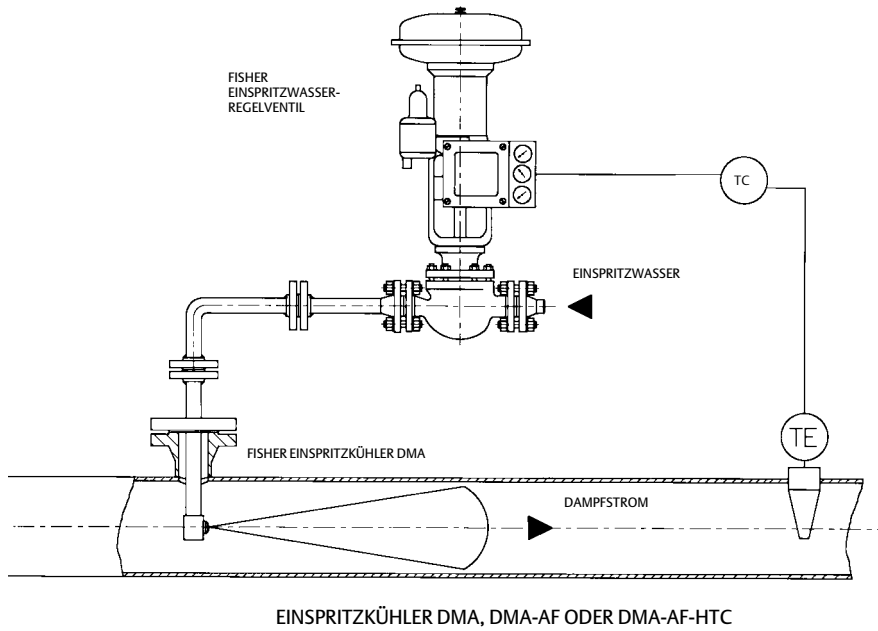 FISHER
EINSPRITZWASSER-
REGELVENTIL
TC
EINSPRITZWASSER
TE
FISHER EINSPRITZKÜHLER DMA
DAMPFSTROM
EINSPRITZKÜHLER DMA, DMA-AF ODER DMA-AF-HTC